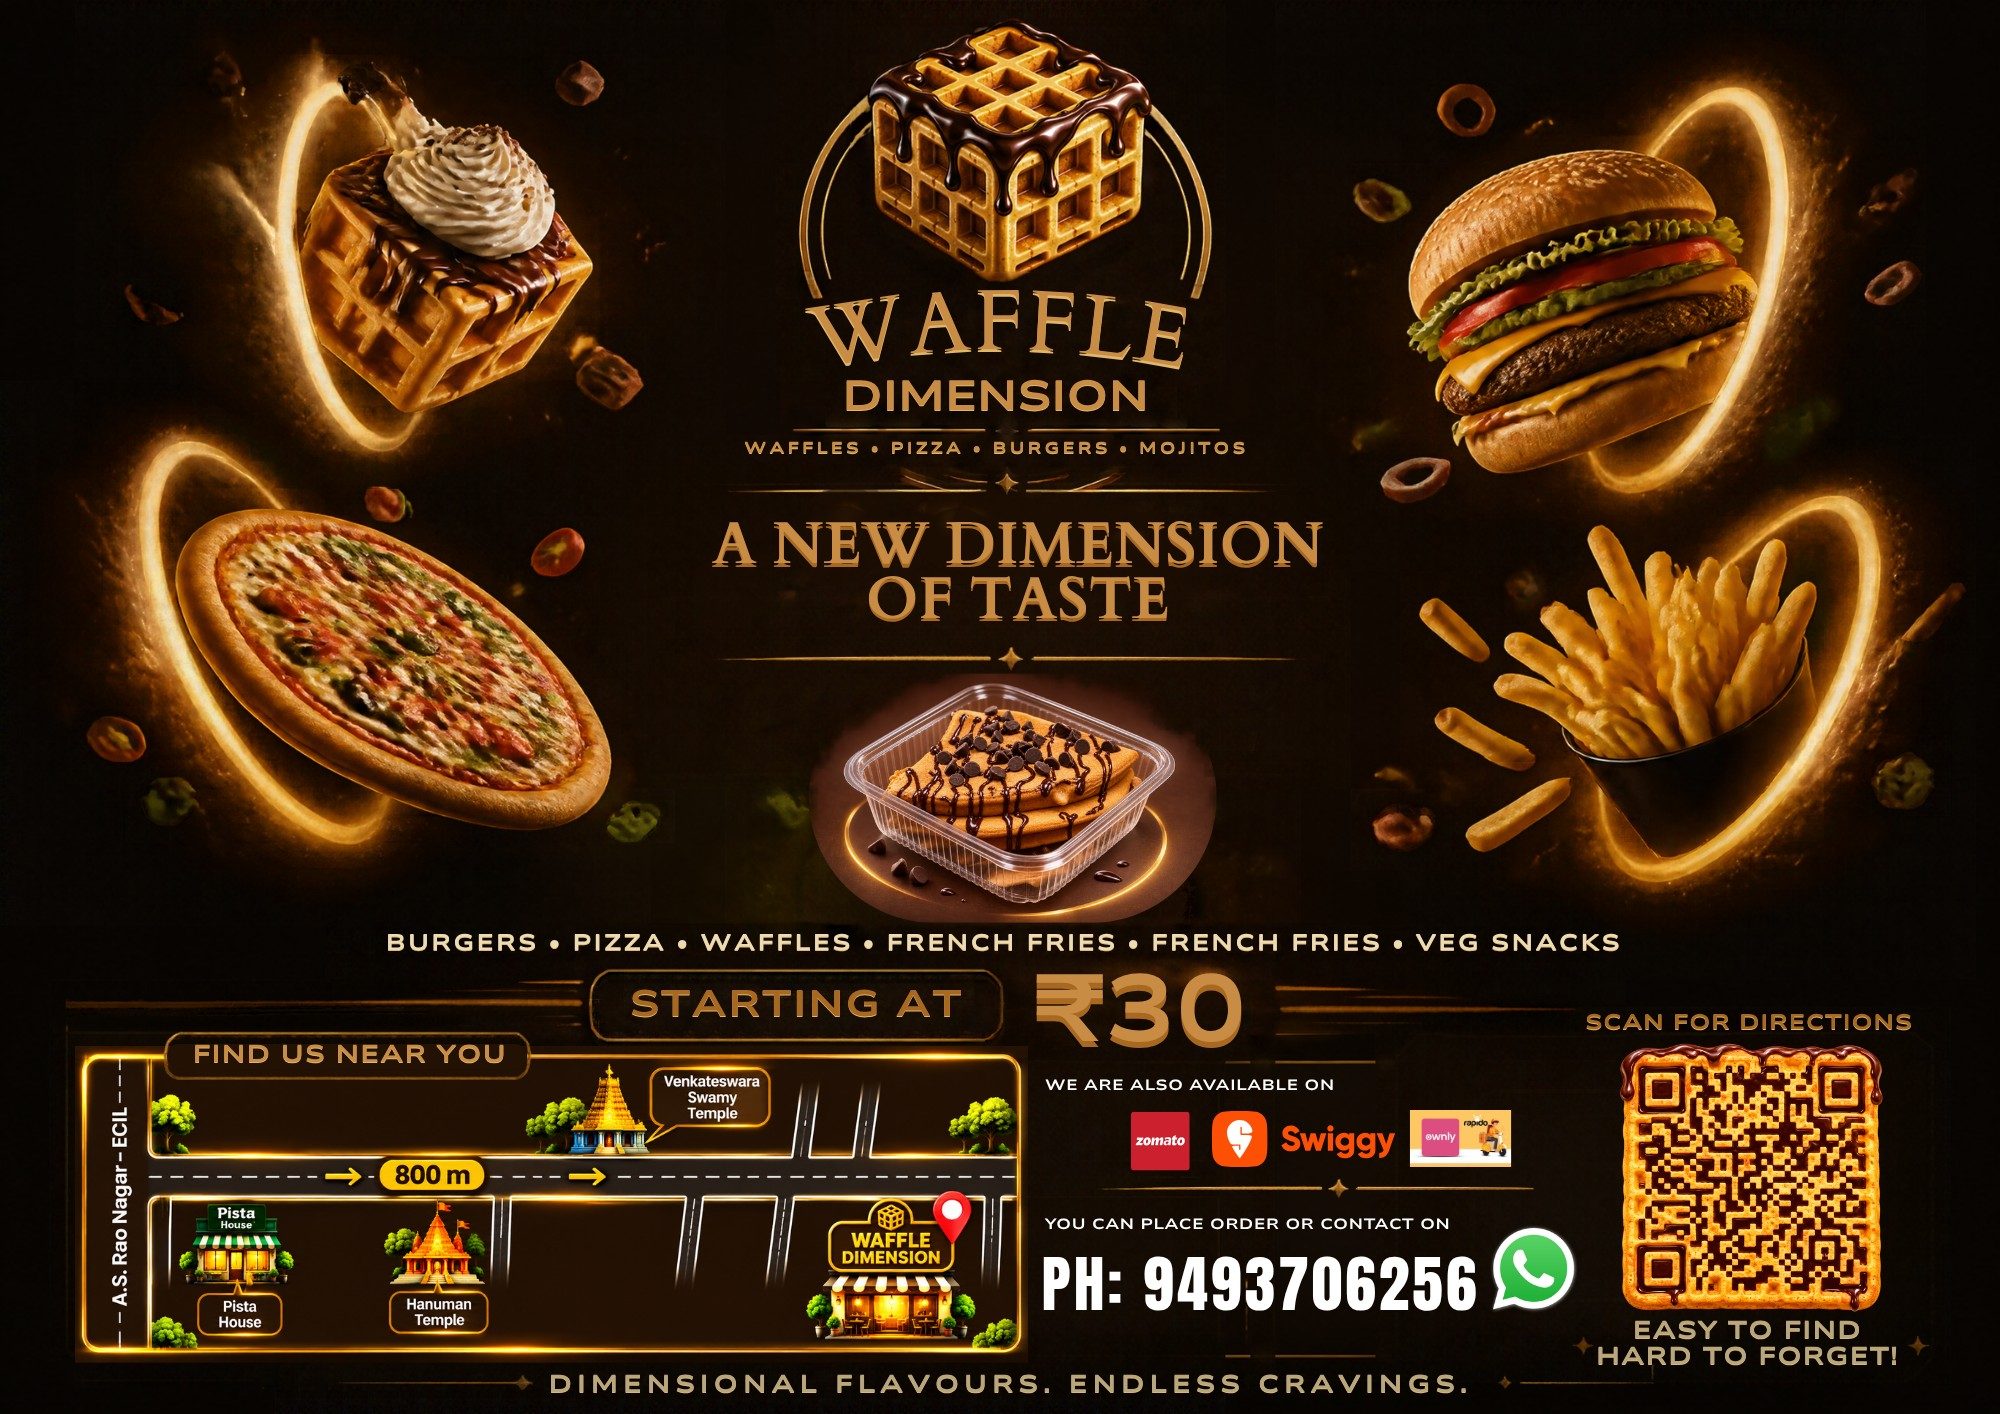 WAFFLE
DIMENSION
WAFFLES • PIZZA • BURGERS • MOJITOS
A NEW DIMENSION
OF TASTE
BURGERS • PIZZA • WAFFLES • FRENCH FRIES • FRENCH FRIES • VEG SNACKS
STARTING AT ₹30
FIND US NEAR YOU
A.S. Rao Nagar – ECIL
Venkateswara
Swamy
Temple
800 m
Pista
House
Pista
House
Hanuman
Temple
WAFFLE
DIMENSION
WE ARE ALSO AVAILABLE ON
zomato
Swiggy
ownly
rapido
YOU CAN PLACE ORDER OR CONTACT ON
PH: 9493706256
SCAN FOR DIRECTIONS
EASY TO FIND
HARD TO FORGET!
DIMENSIONAL FLAVOURS. ENDLESS CRAVINGS.